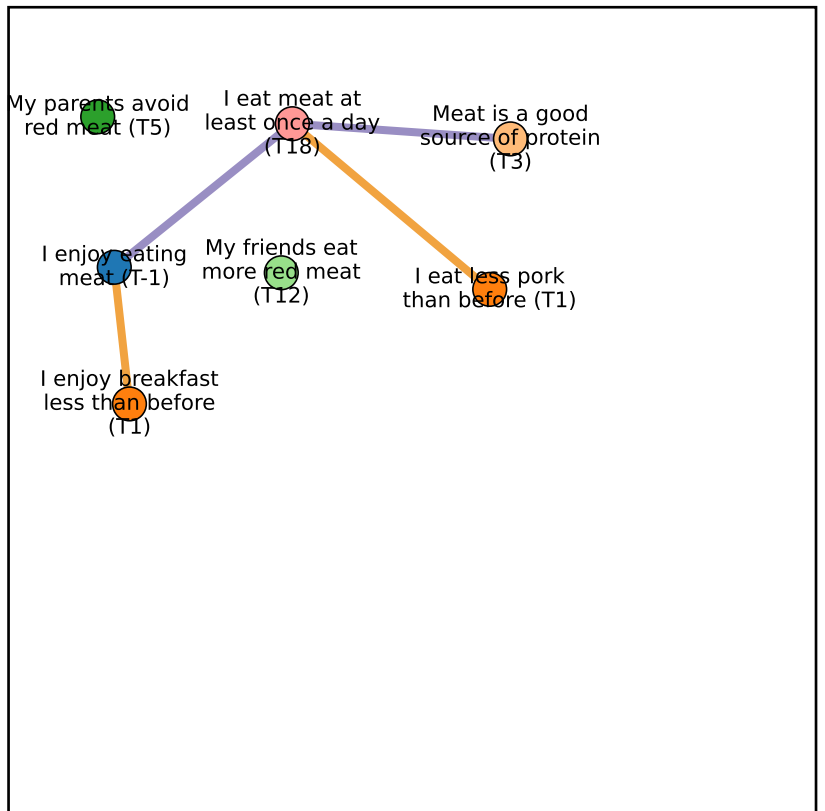 My parents avoid
red meat (T5)
I eat meat at
least once a day
(T18)
Meat is a good
source of protein
(T3)
I enjoy eating
meat (T-1)
My friends eat
more red meat
(T12)
I eat less pork
than before (T1)
I enjoy breakfast
less than before
(T1)